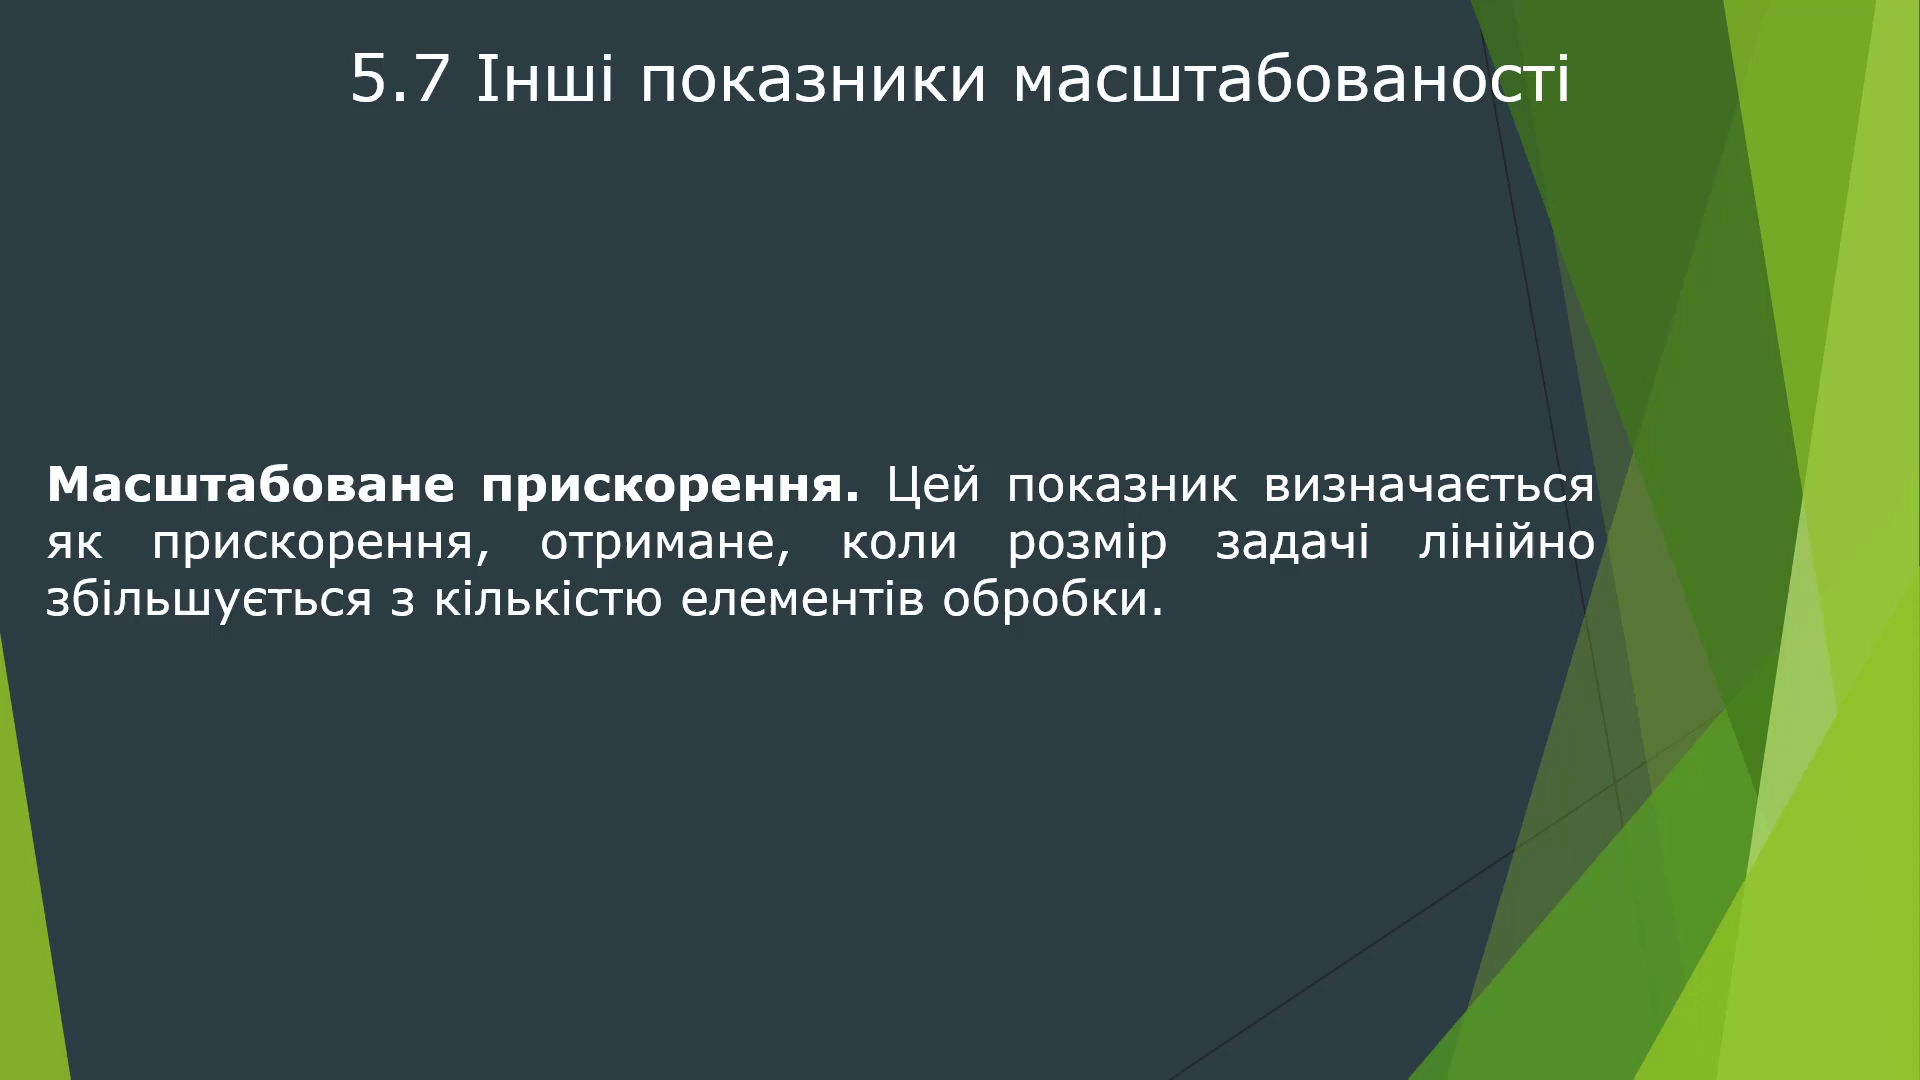 5.7 Інші показники масштабованості
Масштабоване прискорення. Цей показник визначається
як прискорення, отримане, коли розмір задачі лінійно
збільшується з кількістю елементів обробки.